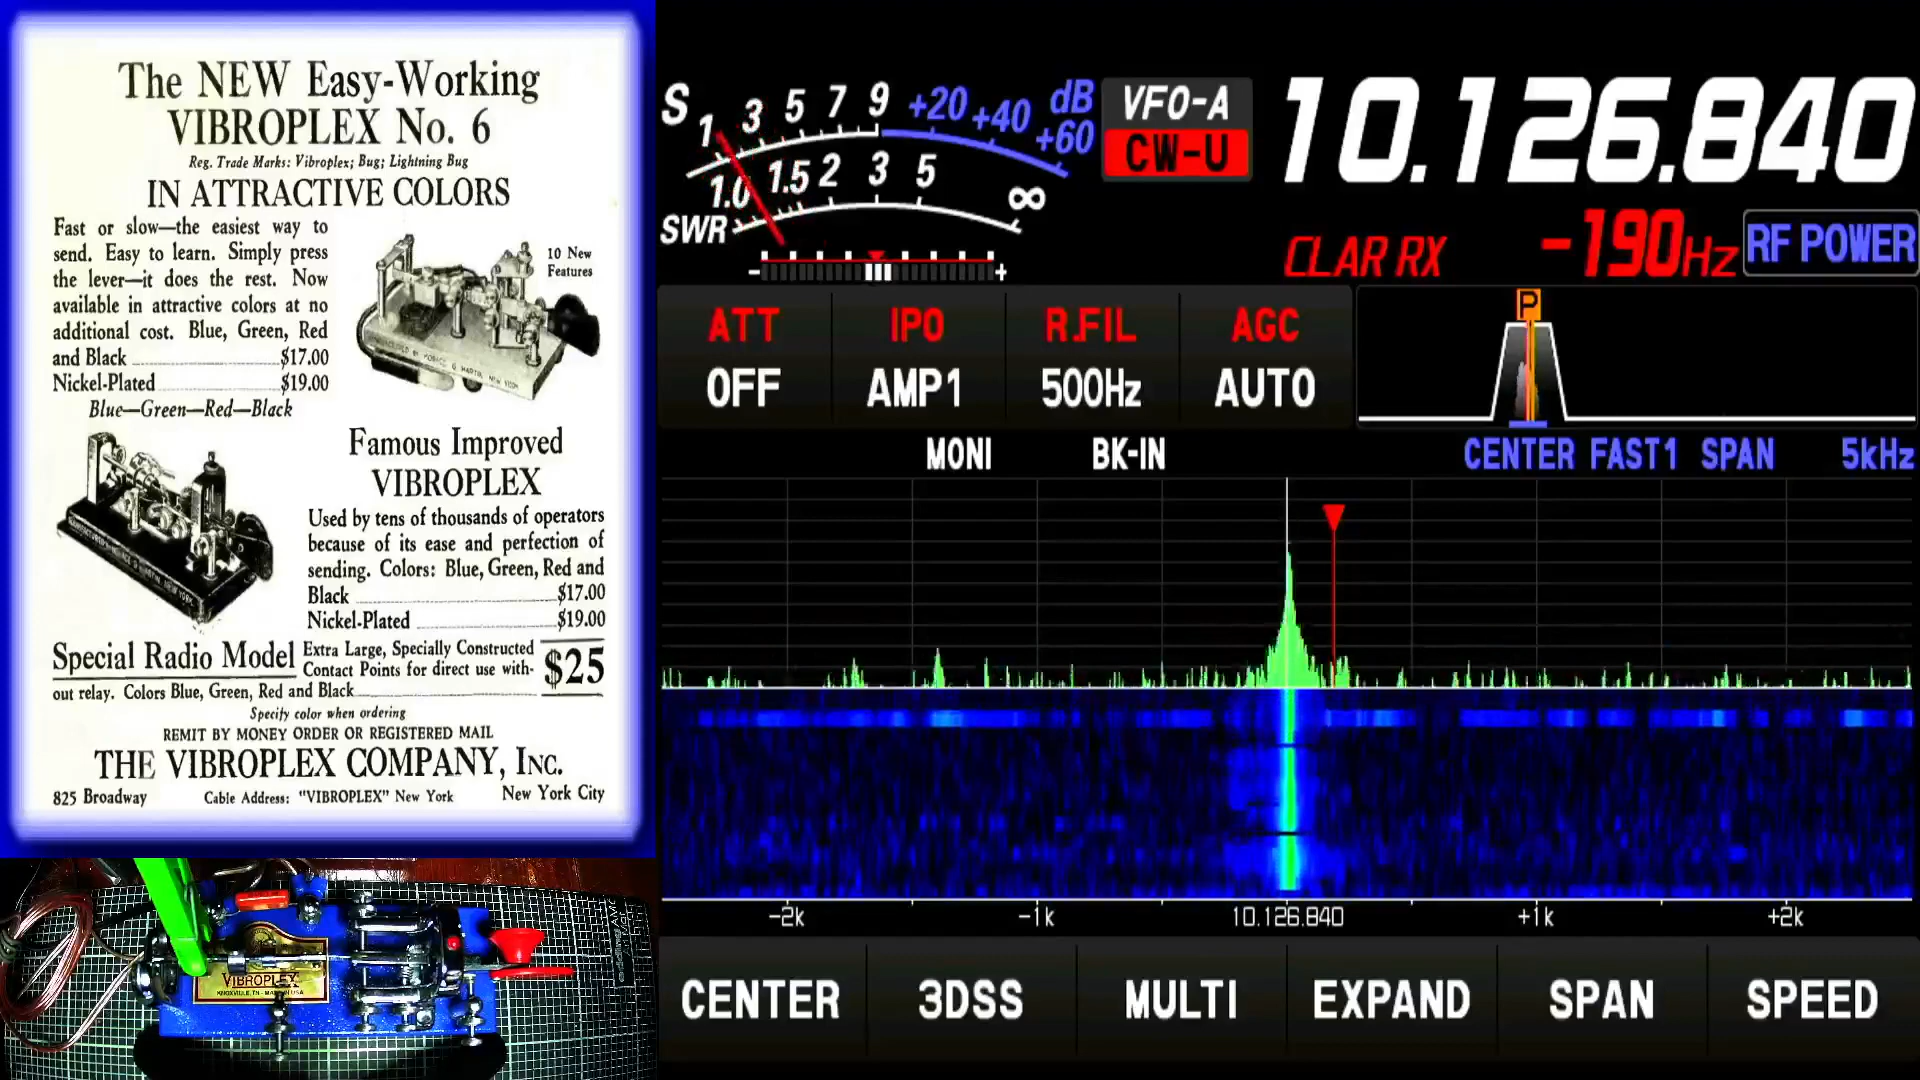 The NEW Easy-Working
VIBROPLEX No. 6
Reg. Trade Marks: Vibroplex; Bug; Lightning Bug
IN ATTRACTIVE COLORS
Fast or slow—the easiest way to
send. Easy to learn. Simply press
the lever—it does the rest. Now
available in attractive colors at no
additional cost. Blue, Green, Red
and Black $17.00
Nickel-Plated $19.00
Blue—Green—Red—Black
10 New
Features
Famous Improved
VIBROPLEX
Used by tens of thousands of operators
because of its ease and perfection of
sending. Colors: Blue, Green, Red and
Black $17.00
Nickel-Plated $19.00
Special Radio Model Extra Large, Specially Constructed
Contact Points for direct use with-
$25
out relay. Colors Blue, Green, Red and Black
Specify color when ordering
REMIT BY MONEY ORDER OR REGISTERED MAIL
THE VIBROPLEX COMPANY, INC.
825 Broadway Cable Address: "VIBROPLEX" New York New York City
VIBROPLEX
KNOXVILLE, TN - MADE IN USA
S 1 3 5 7 9 +20 +40 +60 dB
1.0 1.5 2 3 5 ∞
SWR
- +
VFO-A
CW-U
10.126.840
CLAR RX -190Hz RF POWER
ATT IPO R.FIL AGC
OFF AMP1 500Hz AUTO
P
MONI BK-IN
CENTER FAST1 SPAN 5kHz
-2k -1k 10.126.840 +1k +2k
CENTER 3DSS MULTI EXPAND SPAN SPEED